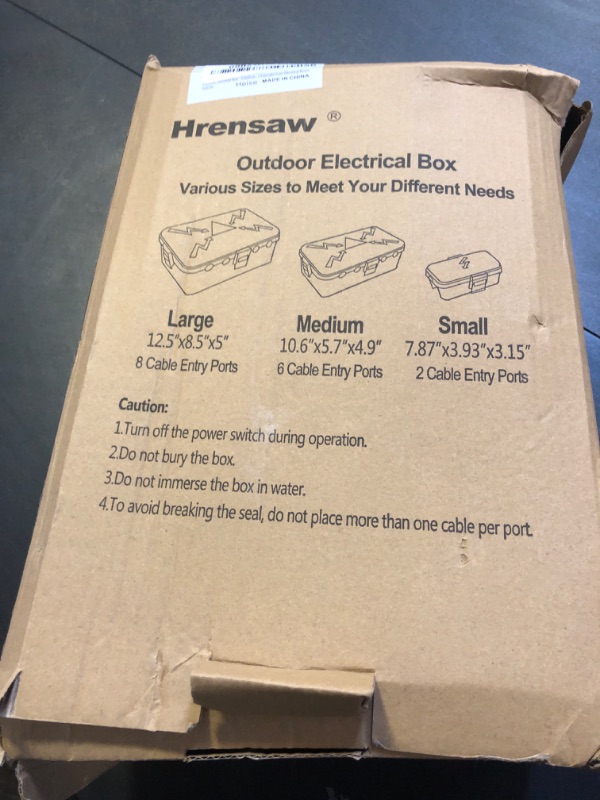 MADE IN CHINA
Hrensaw ®
Outdoor Electrical Box
Various Sizes to Meet Your Different Needs
Large
12.5"x8.5"x5"
8 Cable Entry Ports
Medium
10.6"x5.7"x4.9"
6 Cable Entry Ports
Small
7.87"x3.93"x3.15"
2 Cable Entry Ports
Caution:
1.Turn off the power switch during operation.
2.Do not bury the box.
3.Do not immerse the box in water.
4.To avoid breaking the seal, do not place more than one cable per port.